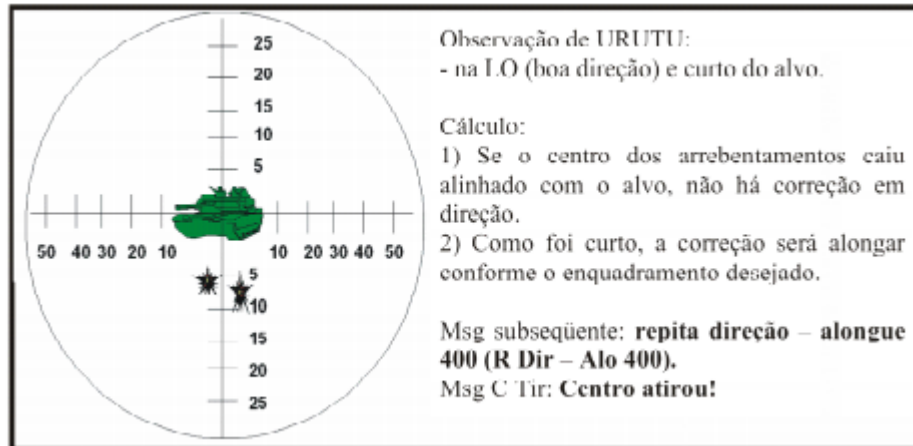 25
20
15
10
5
50 40 30 20 10
10 20 30 40 50
5
10
15
20
25
Observação de URUTU:
- na LO (boa direção) e curto do alvo.
Cálculo:
1) Se o centro dos arrebentamentos caiu
alinhado com o alvo, não há correção em
direção.
2) Como foi curto, a correção será alongar
conforme o enquadramento desejado.
Msg subseqüente: repita direção – alongue
400 (R Dir – Alo 400).
Msg C Tir: Centro atirou!